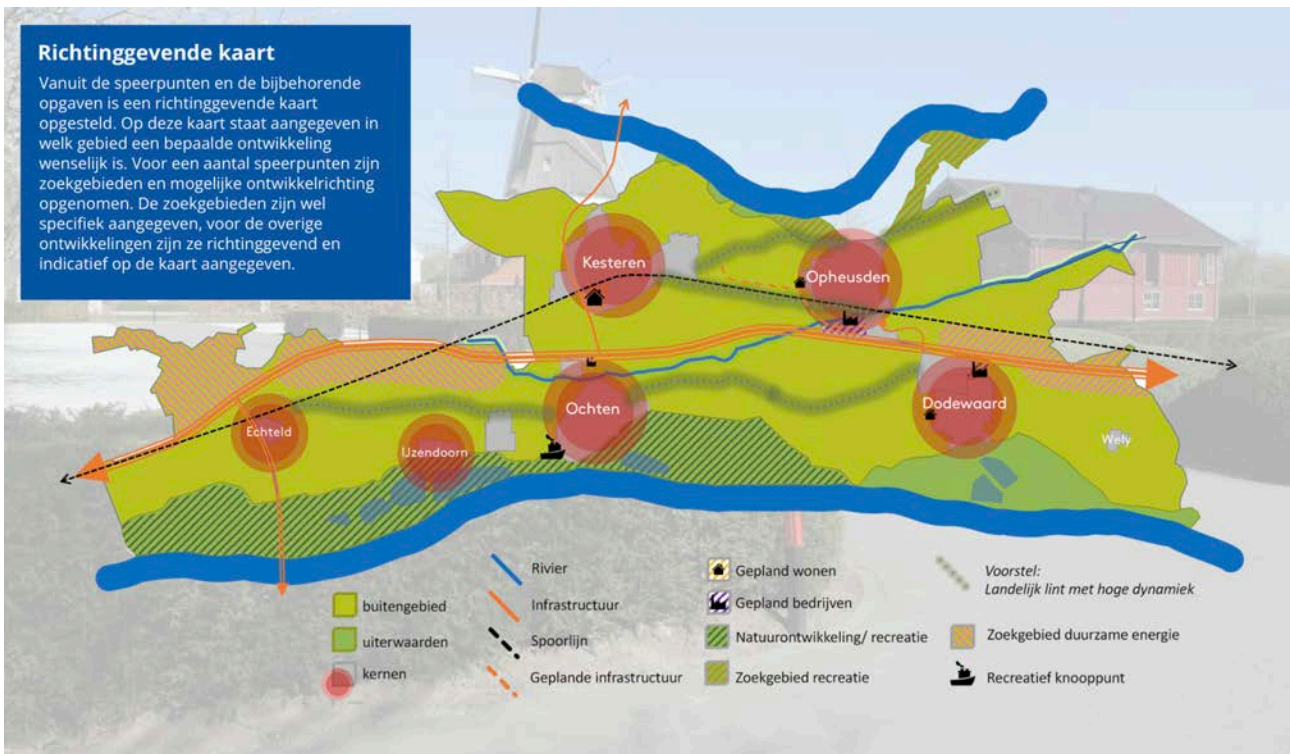 Richtinggevende kaart
Vanuit de speerpunten en de bijbehorende
opgaven is een richtinggevende kaart
opgesteld. Op deze kaart staat aangegeven in
welk gebied een bepaalde ontwikkeling
wenselijk is. Voor een aantal speerpunten zijn
zoekgebieden en mogelijke ontwikkelrichting
opgenomen. De zoekgebieden zijn wel
specifiek aangegeven, voor de overige
ontwikkelingen zijn ze richtinggevend en
indicatief op de kaart aangegeven.
Kesteren
Opheusden
Ochten
Dodewaard
Echteld
IJzendoorn
Wely
buitengebied
uiterwaarden
kernen
Rivier
Infrastructuur
Spoorlijn
Geplande infrastructuur
Gepland wonen
Gepland bedrijven
Natuurontwikkeling/ recreatie
Zoekgebied recreatie
Voorstel:
Landelijk lint met hoge dynamiek
Zoekgebied duurzame energie
Recreatief knooppunt